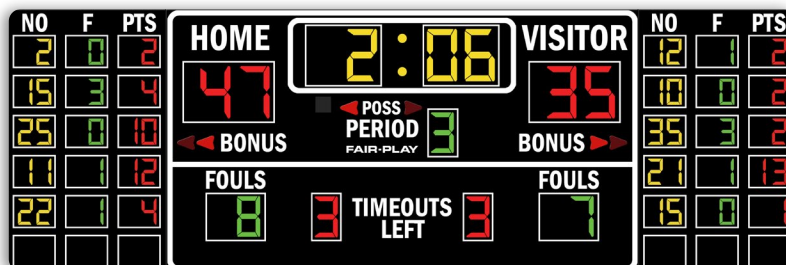 NO F PTS
2 0 2
15 3 4
25 0 10
11 1 12
22 1 4
HOME 2:06 VISITOR
47 35
POSS
PERIOD 3
FAIR-PLAY
BONUS BONUS
FOULS FOULS
8 3 TIMEOUTS LEFT 3 7
NO F PTS
12 1 2
10 0 2
35 3 2
21 1 13
15 0